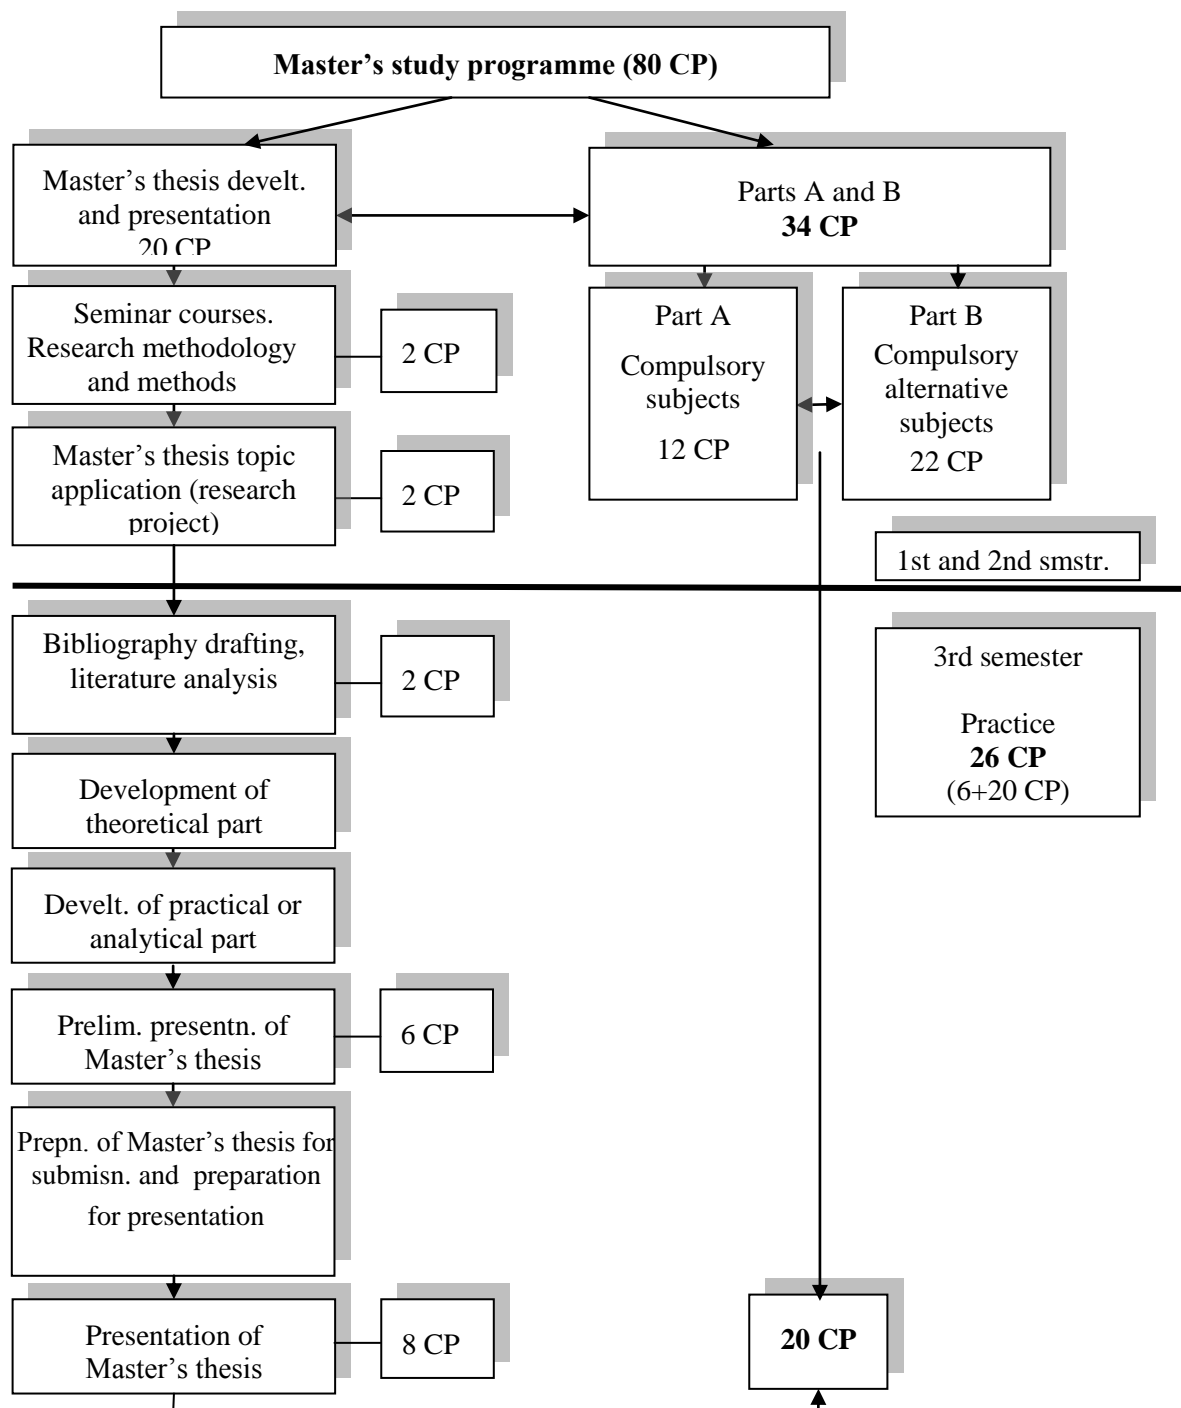 Master’s study programme (80 CP)
Master’s thesis develt.
and presentation
20 CP
Parts A and B
34 CP
Seminar courses.
Research methodology
and methods
2 CP
Part A
Compulsory
subjects
12 CP
Part B
Compulsory
alternative
subjects
22 CP
Master’s thesis topic
application (research
project)
2 CP
1st and 2nd smstr.
Bibliography drafting,
literature analysis
2 CP
3rd semester
Practice
26 CP
(6+20 CP)
Development of
theoretical part
Develt. of practical or
analytical part
Prelim. presentn. of
Master’s thesis
6 CP
Prepn. of Master’s thesis for
submisn. and preparation
for presentation
Presentation of
Master’s thesis
8 CP
20 CP